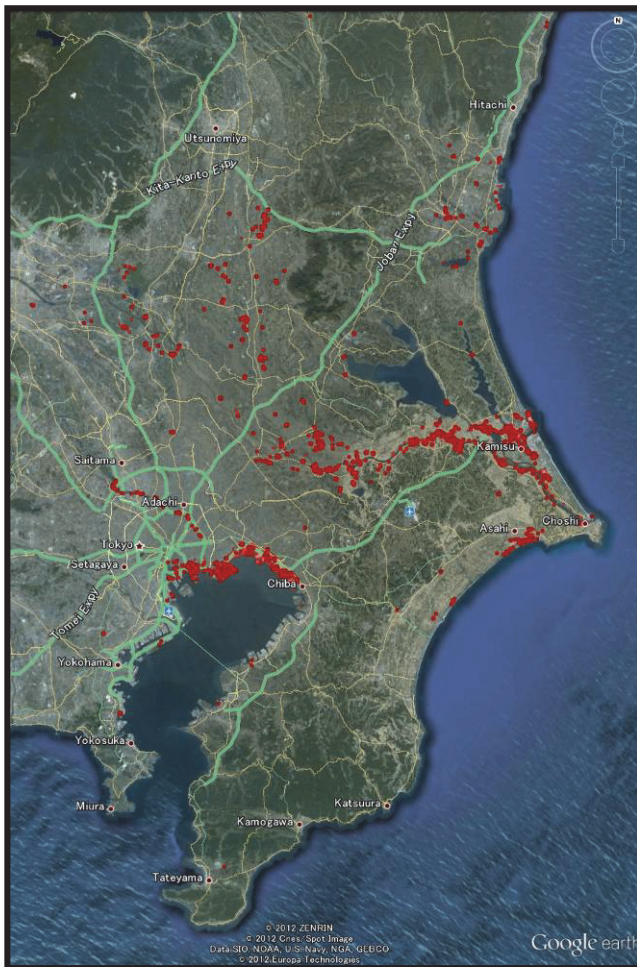 N
Hitachi
Utsunomiya
Kita-Kanto Expy
Joban Expy
Saitama
Kamisu
Adachi
Asahi
Choshi
Tokyo
Setagaya
Chiba
Tomei Expy
Yokohama
Yokosuka
Miura
Katsuura
Kamogawa
Tateyama
© 2012 ZENRIN
© 2012 Cnes/Spot Image
Data SIO, NOAA, U.S. Navy, NGA, GEBCO
© 2012 Europa Technologies
Google earth